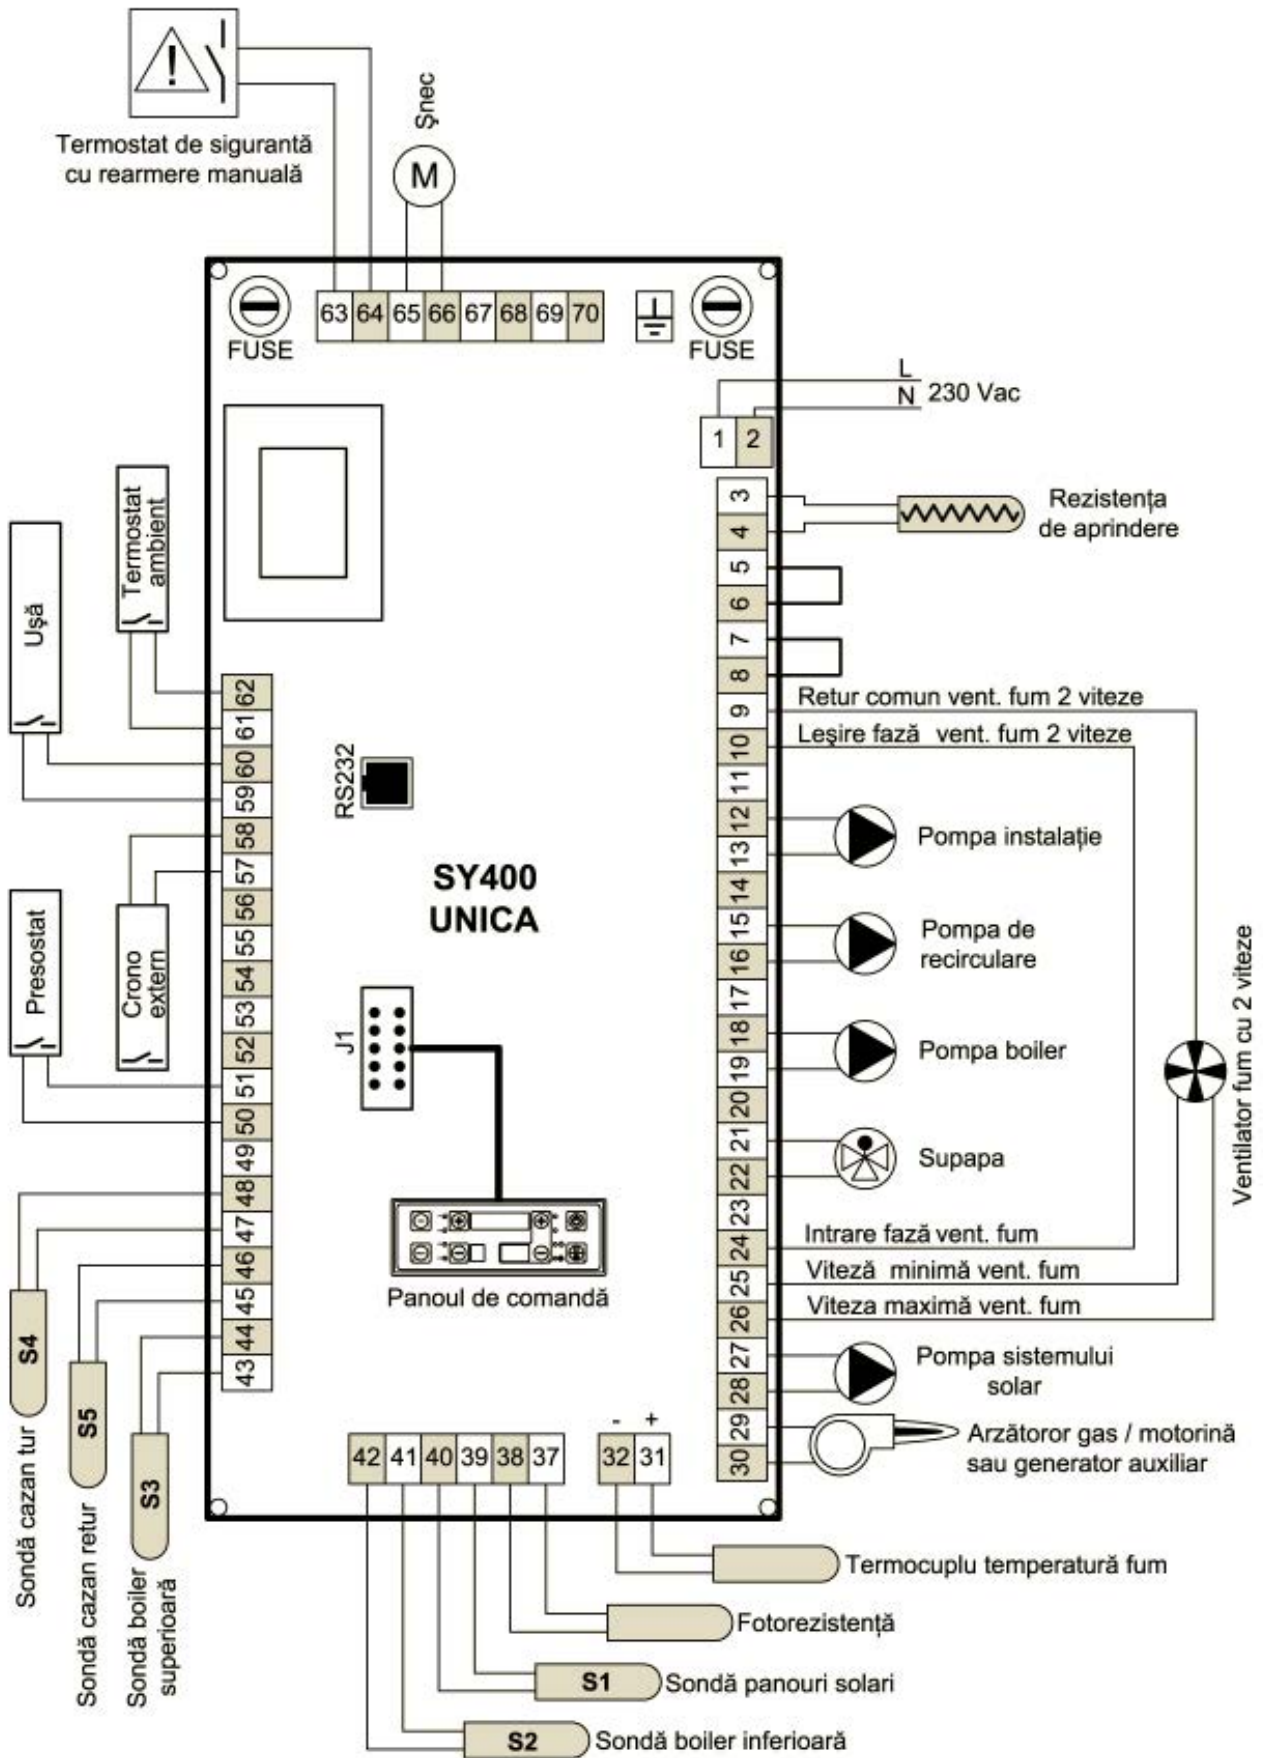 Termostat de sigurantă
cu rearmere manuală
Şnec
M
FUSE
63 64 65 66 67 68 69 70
FUSE
L
N 230 Vac
1 2
3
4
5
6
7
8
9
10
11
12
13
14
15
16
17
18
19
20
21
22
23
24
25
26
27
28
29
30
Rezistența
de aprindere
Retur comun vent. fum 2 viteze
Leşire fază vent. fum 2 viteze
Pompa instalație
Pompa de
recirculare
Pompa boiler
Supapa
Intrare fază vent. fum
Viteză minimă vent. fum
Viteza maximă vent. fum
Ventilator fum cu 2 viteze
Pompa sistemului
solar
Arzătoror gas / motorină
sau generator auxiliar
Uşă
Termostat
ambient
Presostat
Crono
extern
62
61
60
59
58
57
56
55
54
53
52
51
50
49
48
47
46
45
44
43
RS232
SY400
UNICA
J1
Panoul de comandă
S4
Sondă cazan tur
S5
Sondă cazan retur
S3
Sondă boiler
superioară
42 41 40 39 38 37
- +
32 31
Termocuplu temperatură fum
Fotorezistență
S1 Sondă panouri solari
S2 Sondă boiler inferioară